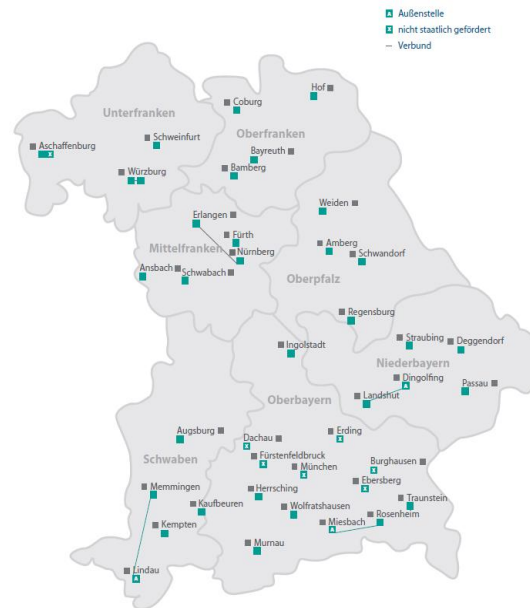 Außenstelle
nicht staatlich gefördert
Verbund
Hof
Coburg
Unterfranken
Oberfranken
Schweinfurt
Aschaffenburg
Bayreuth
Würzburg
Bamberg
Weiden
Erlangen
Fürth
Mittelfranken
Nürnberg
Amberg
Schwandorf
Ansbach
Schwabach
Oberpfalz
Regensburg
Straubing
Deggendorf
Ingolstadt
Niederbayern
Dingolfing
Passau
Landshut
Oberbayern
Augsburg
Dachau
Erding
Fürstenfeldbruck
Schwaben
München
Burghausen
Ebersberg
Memmingen
Herrsching
Traunstein
Kaufbeuren
Wolfratshausen
Rosenheim
Miesbach
Kempten
Murnau
Lindau